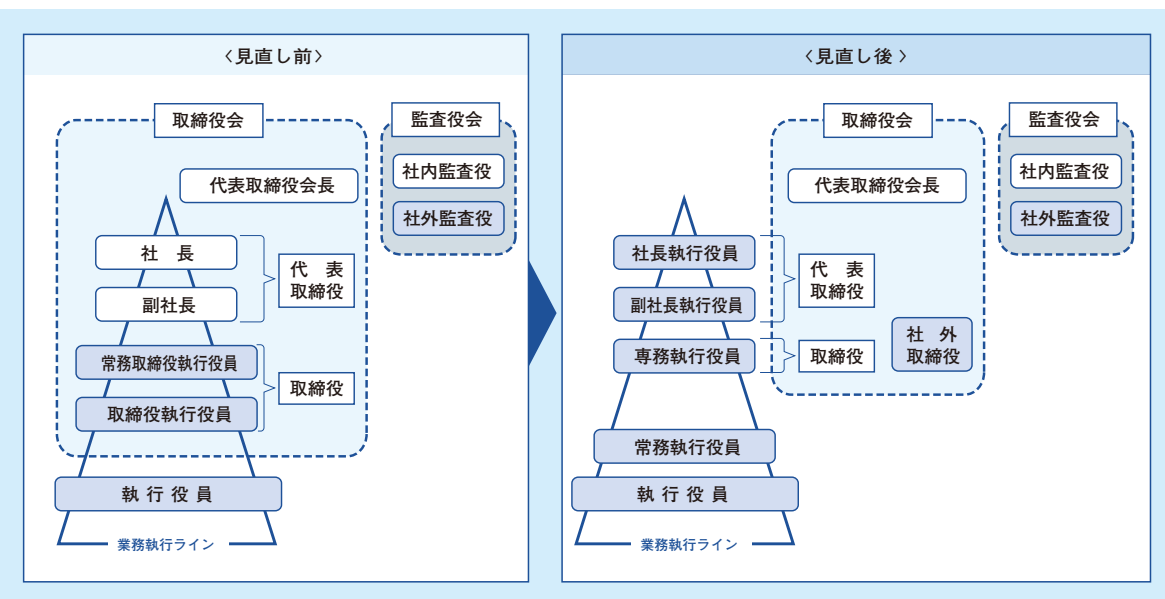 〈見直し前〉
取締役会
監査役会
代表取締役会長
社内監査役
社外監査役
社 長
副社長
代 表
取締役
常務取締役執行役員
取締役執行役員
取締役
執 行 役 員
業務執行ライン
〈見直し後 〉
取締役会
監査役会
代表取締役会長
社内監査役
社外監査役
社長執行役員
副社長執行役員
代 表
取締役
専務執行役員
取締役
社 外
取締役
常務執行役員
執 行 役 員
業務執行ライン